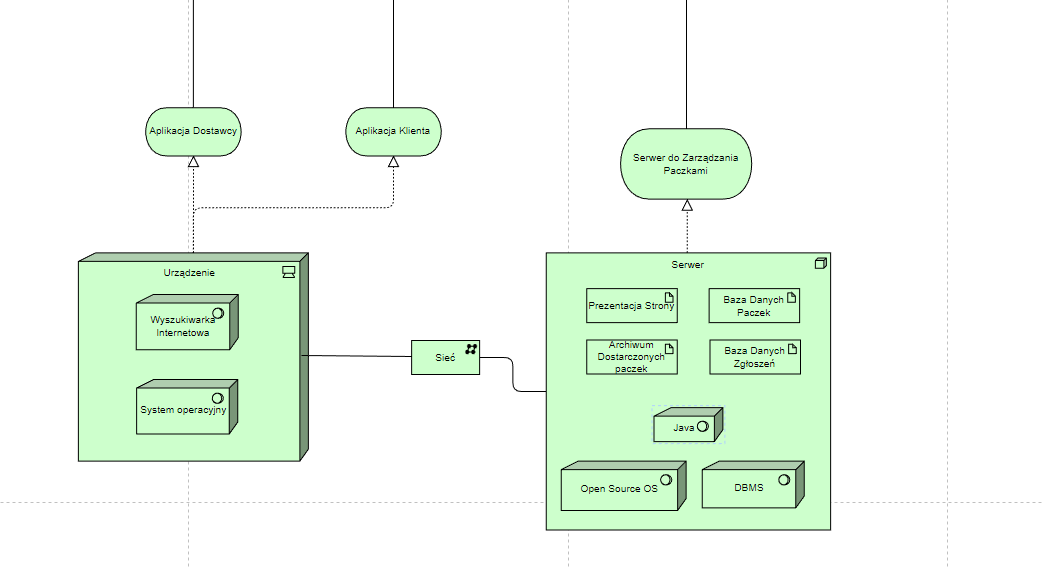 Aplikacja Dostawcy
Aplikacja Klienta
Serwer do Zarządzania
Paczkami
Urządzenie
Wyszukiwarka
Internetowa
System operacyjny
Sieć
Serwer
Prezentacja Strony
Baza Danych
Paczek
Archiwum
Dostarczonych
paczek
Baza Danych
Zgłoszeń
Java
Open Source OS
DBMS